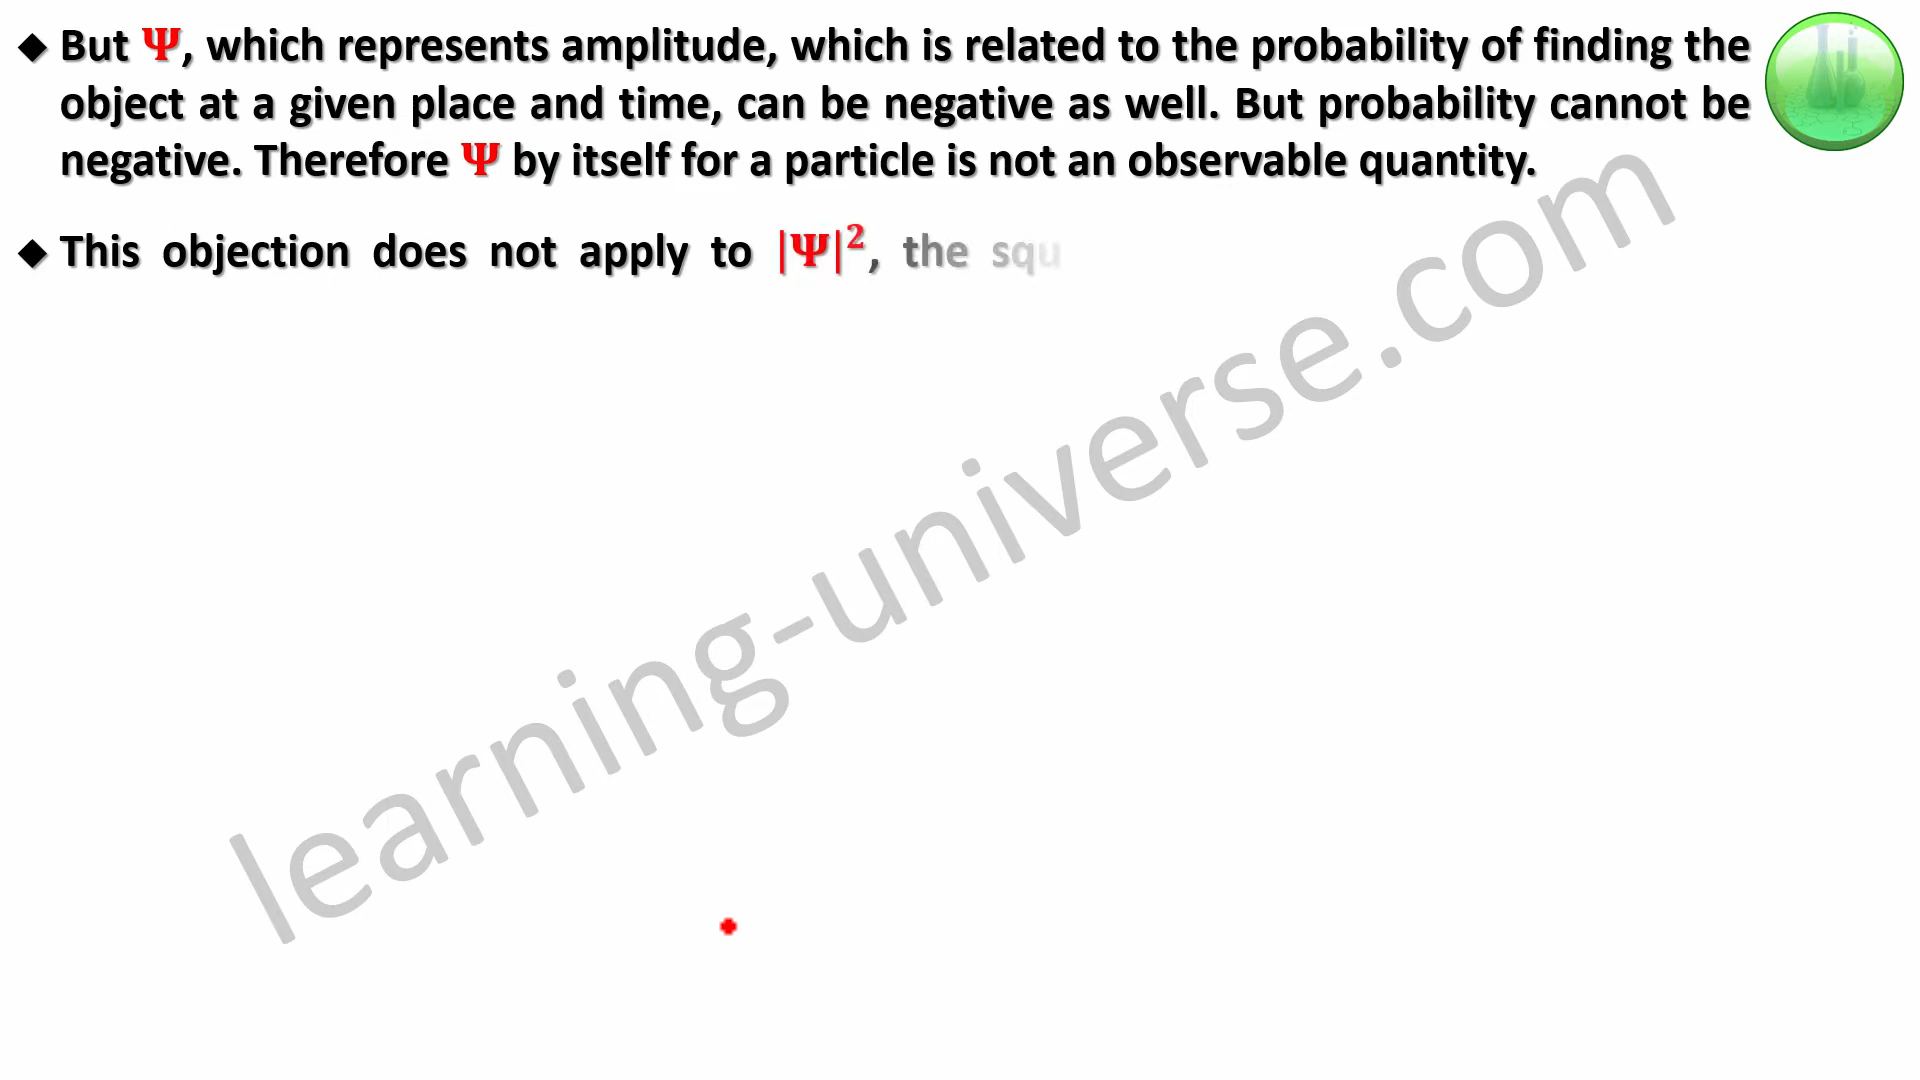 ◆ But Ψ, which represents amplitude, which is related to the probability of finding the
object at a given place and time, can be negative as well. But probability cannot be
negative. Therefore Ψ by itself for a particle is not an observable quantity.
◆ This objection does not apply to |Ψ|², the squ
learning-universe.com